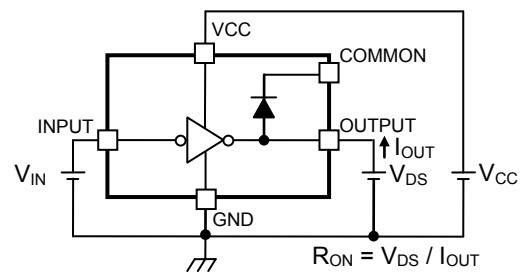 VCC
COMMON
INPUT
OUTPUT
IOUT
VIN
VDS
VCC
GND
RON = VDS / IOUT